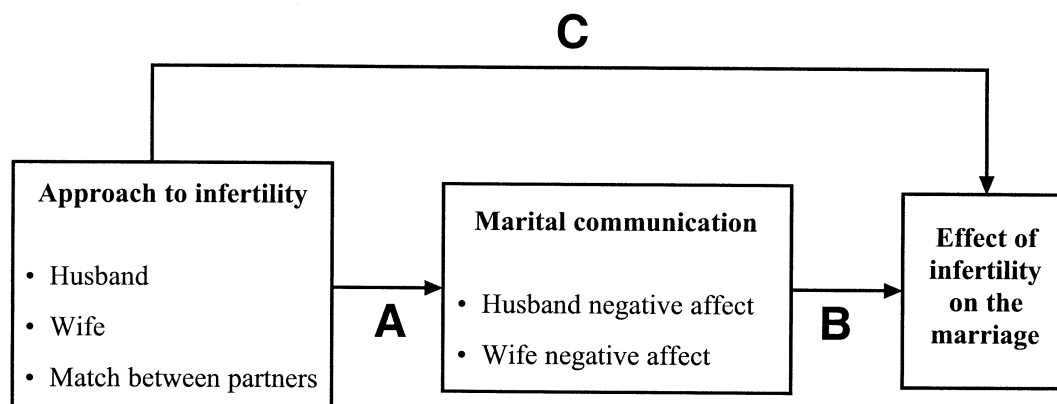 C
Approach to infertility
• Husband
• Wife
• Match between partners
A
Marital communication
• Husband negative affect
• Wife negative affect
B
Effect of
infertility
on the
marriage